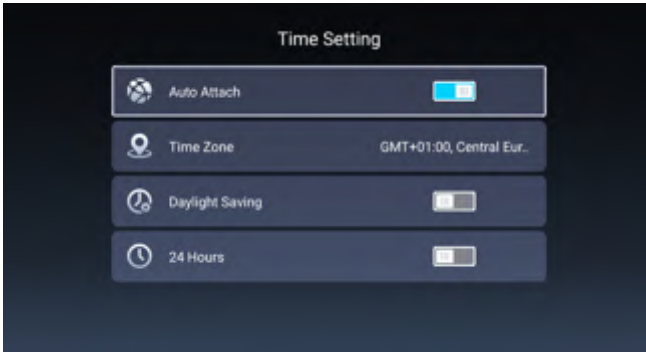 Time Setting
Auto Attach
Time Zone GMT+01:00, Central Eur..
Daylight Saving
24 Hours